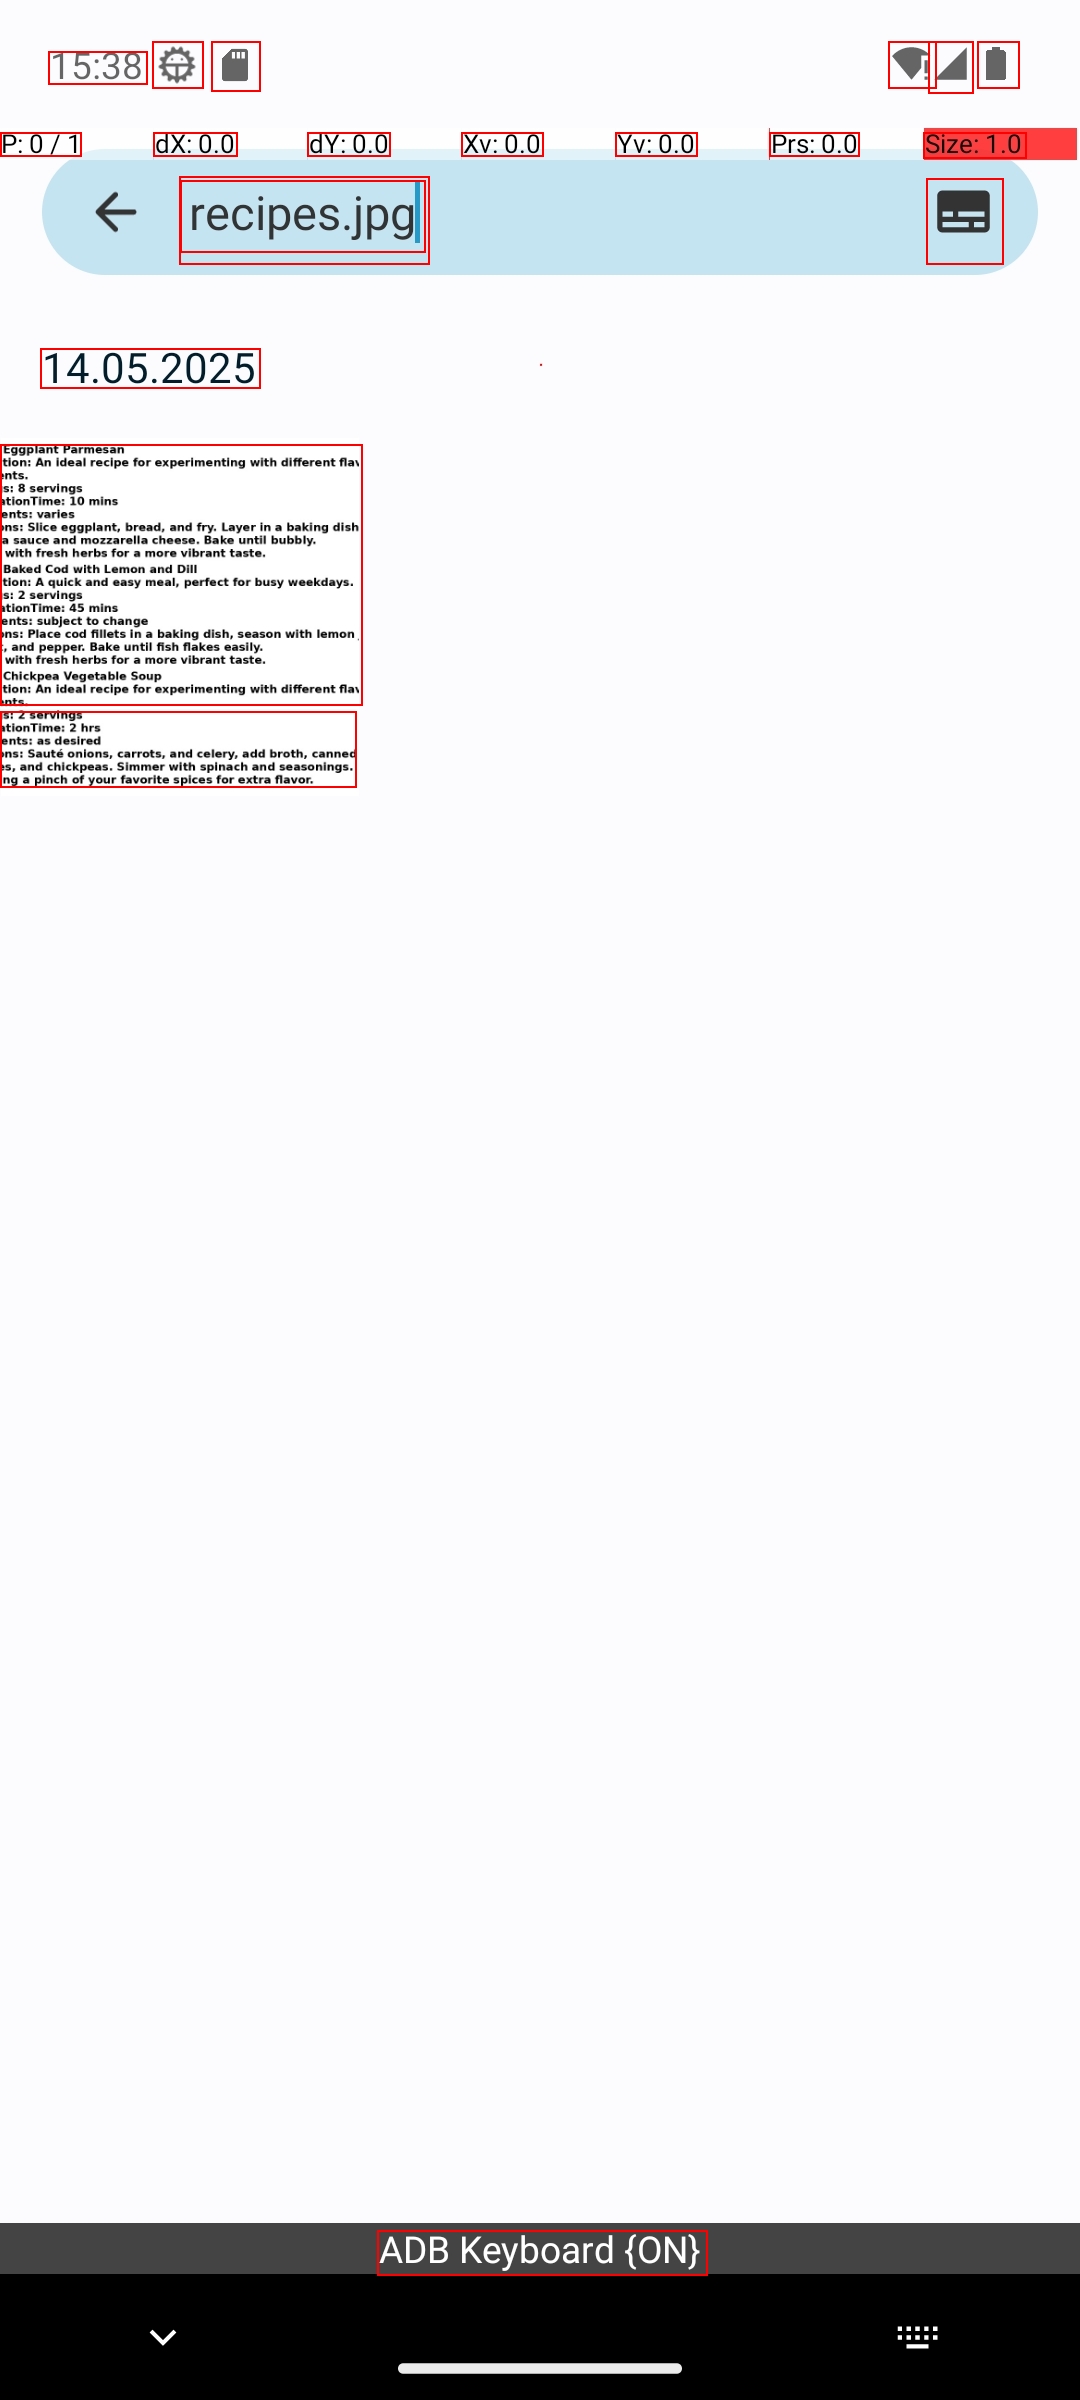 15:38
P: 0 / 1 dX: 0.0 dY: 0.0 Xv: 0.0 Yv: 0.0 Prs: 0.0 Size: 1.0
recipes.jpg
14.05.2025
Eggplant Parmesan
tion: An ideal recipe for experimenting with different flav
ents.
s: 8 servings
ationTime: 10 mins
ents: varies
ons: Slice eggplant, bread, and fry. Layer in a baking dish
a sauce and mozzarella cheese. Bake until bubbly.
with fresh herbs for a more vibrant taste.
Baked Cod with Lemon and Dill
tion: A quick and easy meal, perfect for busy weekdays.
s: 2 servings
ationTime: 45 mins
ents: subject to change
ons: Place cod fillets in a baking dish, season with lemon
, and pepper. Bake until fish flakes easily.
with fresh herbs for a more vibrant taste.
Chickpea Vegetable Soup
tion: An ideal recipe for experimenting with different flav
ents.
s: 2 servings
ationTime: 2 hrs
ents: as desired
ons: Sauté onions, carrots, and celery, add broth, canned
es, and chickpeas. Simmer with spinach and seasonings.
ng a pinch of your favorite spices for extra flavor.
ADB Keyboard {ON}